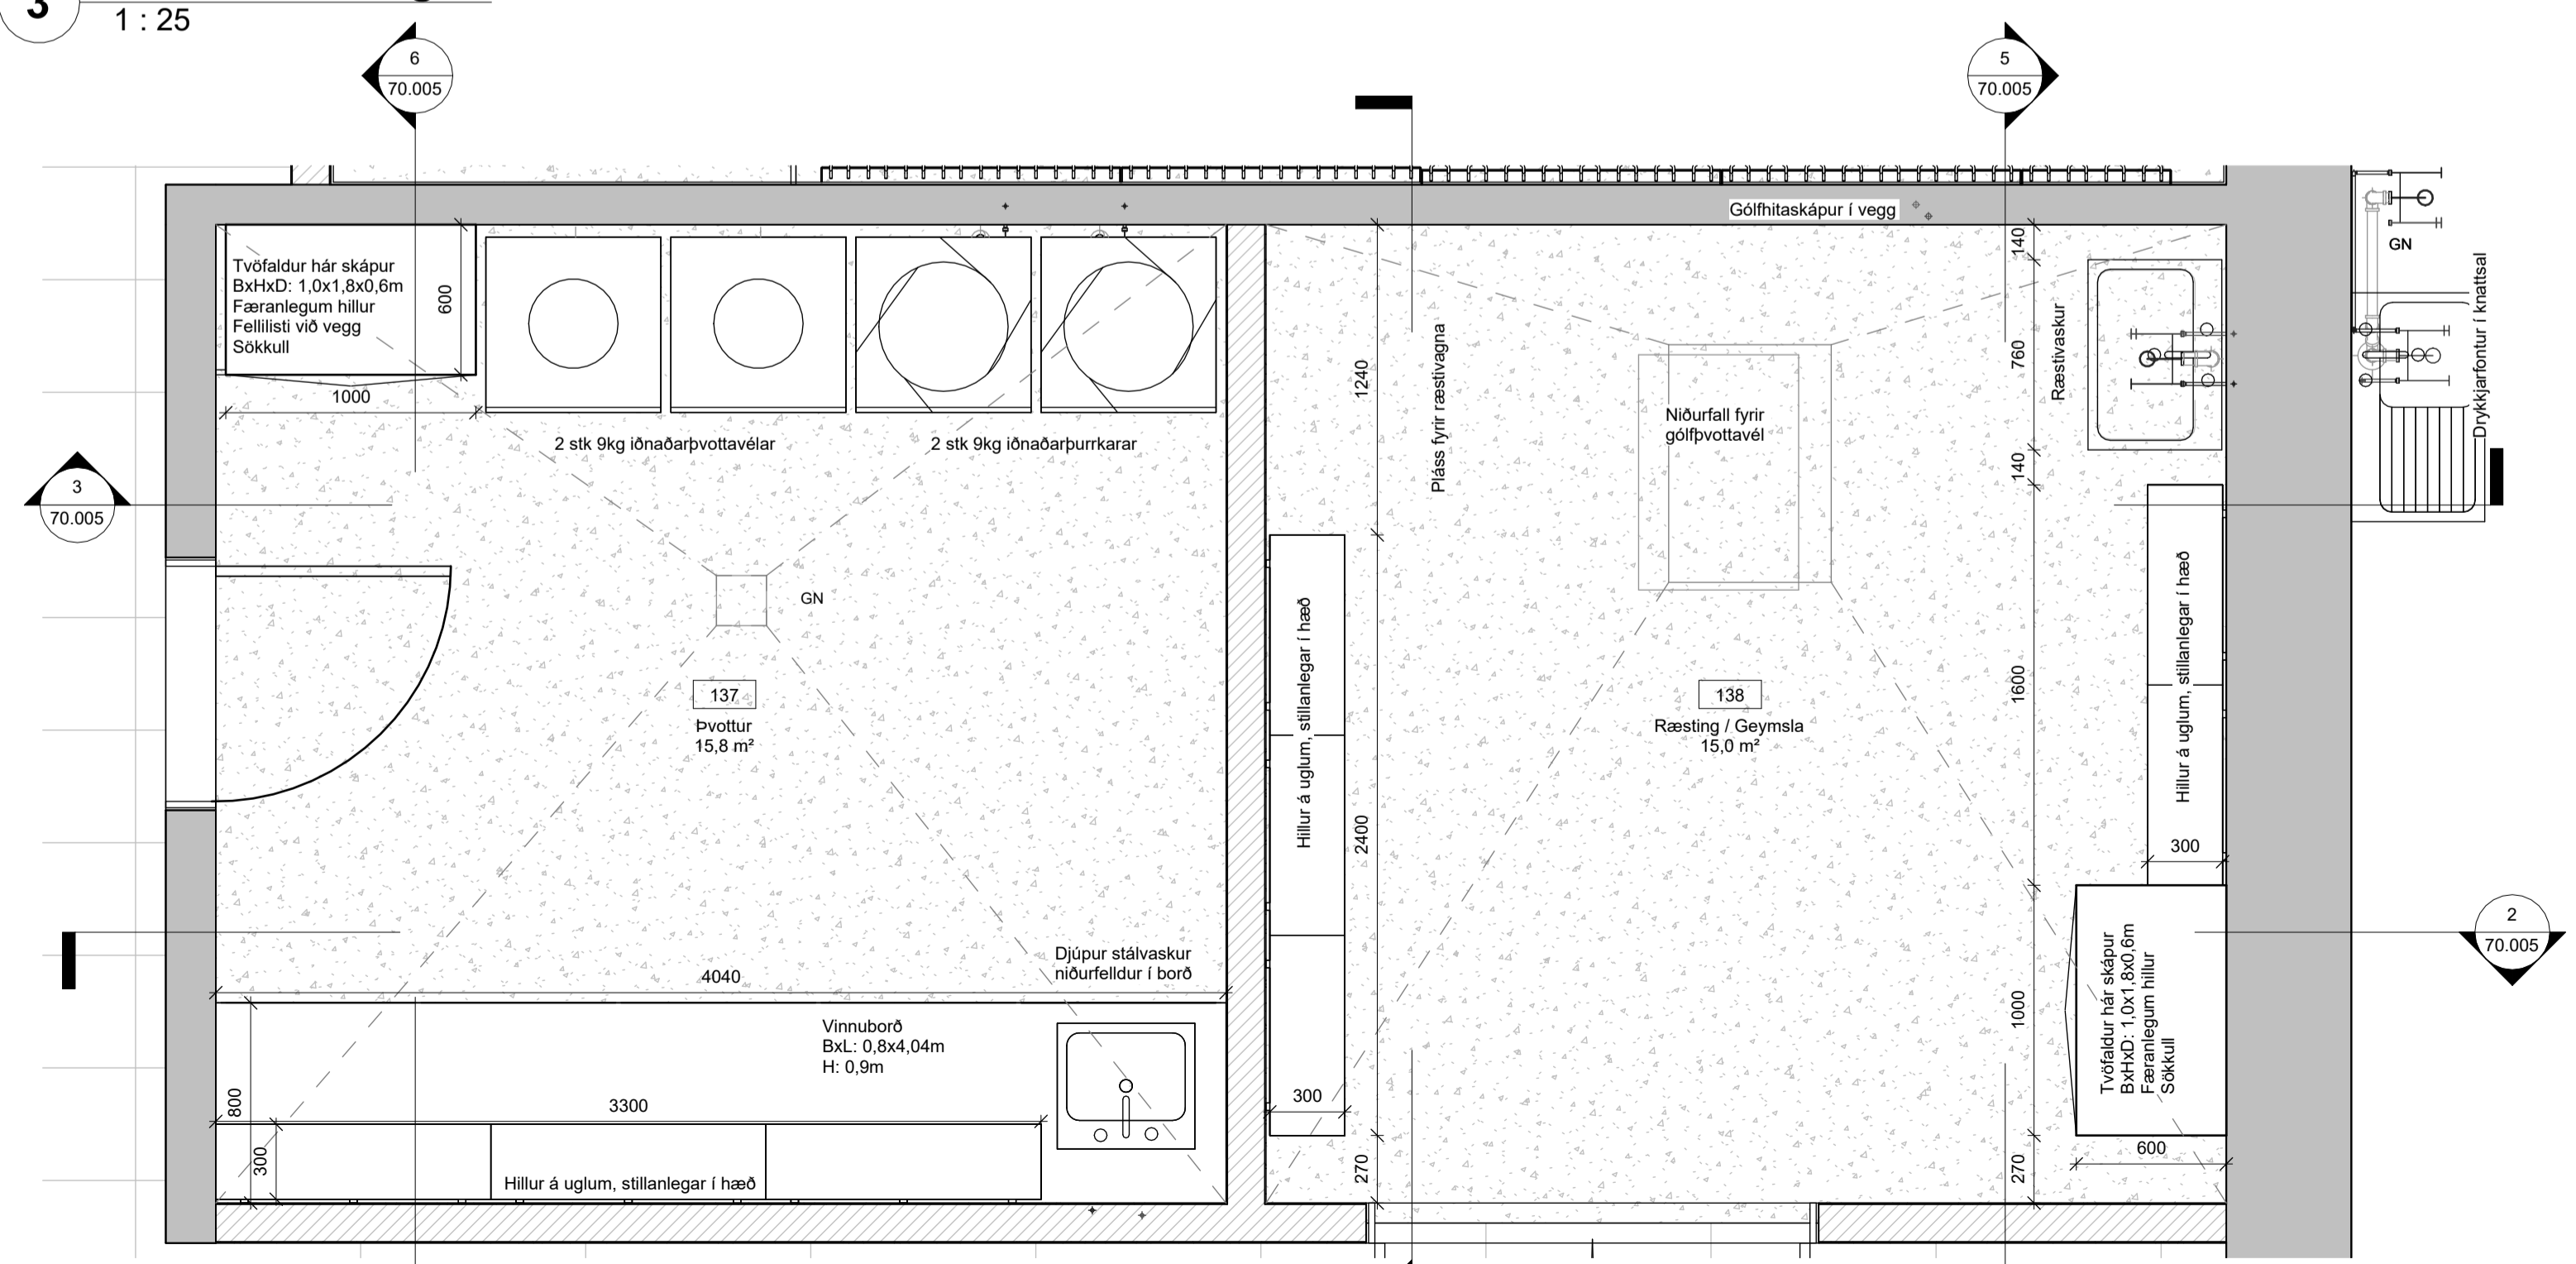 3
1 : 25
6
70.005
5
70.005
Gólfhitaskápur í vegg
Tvöfaldur hár skápur
BxHxD: 1,0x1,8x0,6m
Færanlegum hillur
Fellilisti við vegg
Sökkull
600
1000
2 stk 9kg iðnaðarþvottavélar
2 stk 9kg iðnaðarþurrkarar
3
70.005
GN
137
Þvottur
15,8 m²
Djúpur stálvaskur
niðurfelldur í borð
4040
Vinnuborð
BxL: 0,8x4,04m
H: 0,9m
800
3300
300
Hillur á uglum, stillanlegar í hæð
1240
Pláss fyrir ræstivagna
Niðurfall fyrir
gólfþvottavél
Hillur á uglum, stillanlegar í hæð
2400
300
270
138
Ræsting / Geymsla
15,0 m²
140
760
Ræstivaskur
140
1600
Hillur á uglum, stillanlegar í hæð
300
1000
Tvöfaldur hár skápur
BxHxD: 1,0x1,8x0,6m
Færanlegum hillur
Sökkull
600
270
GN
Drykkjarfontur í knattsal
2
70.005